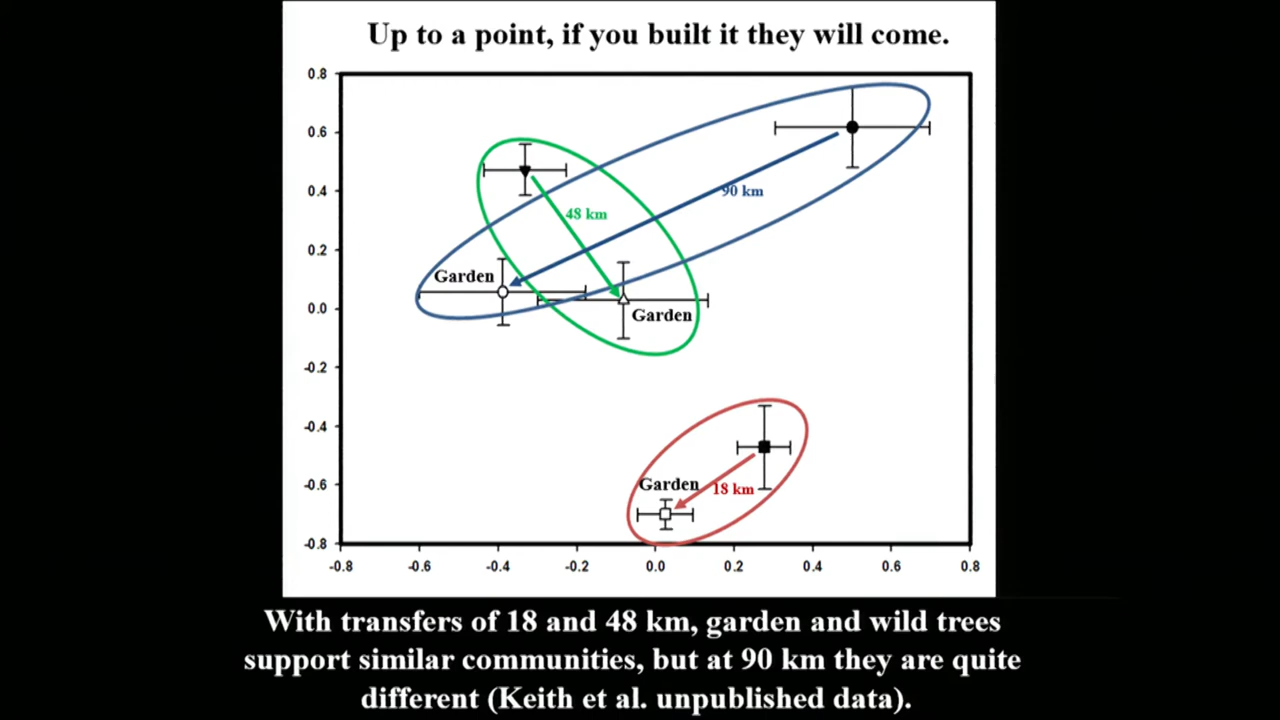 Up to a point, if you built it they will come.
0.8
0.6
0.4
0.2
0.0
-0.2
-0.4
-0.6
-0.8
90 km
48 km
Garden
Garden
Garden
18 km
-0.8 -0.6 -0.4 -0.2 0.0 0.2 0.4 0.6 0.8
With transfers of 18 and 48 km, garden and wild trees
support similar communities, but at 90 km they are quite
different (Keith et al. unpublished data).